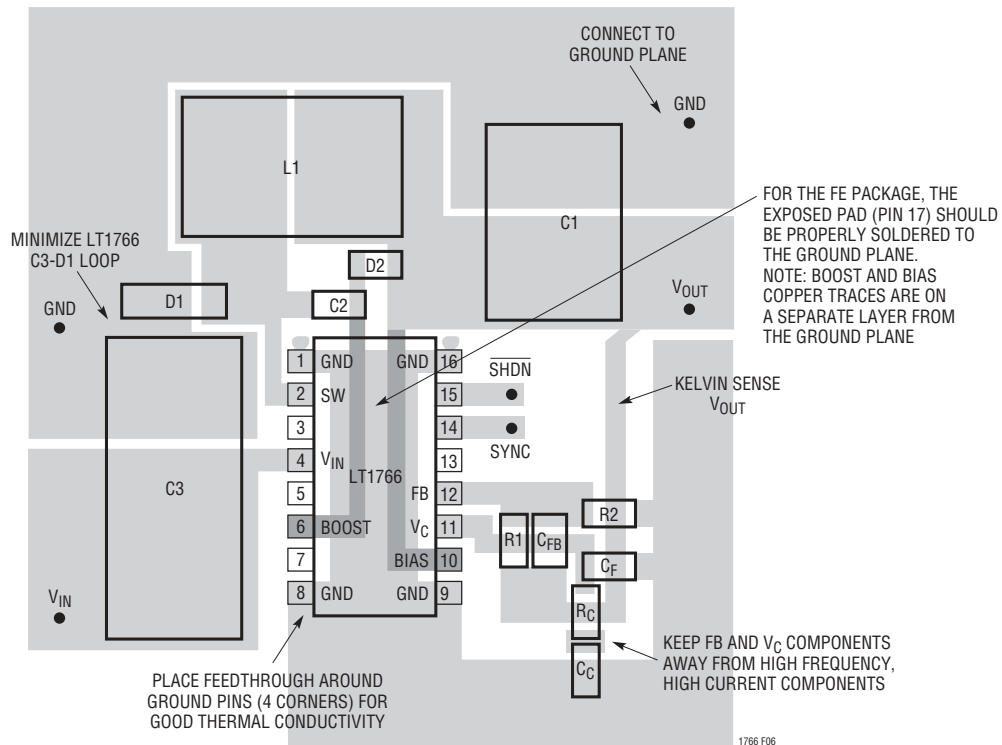 CONNECT TO
GROUND PLANE
GND
L1
C1
FOR THE FE PACKAGE, THE
EXPOSED PAD (PIN 17) SHOULD
BE PROPERLY SOLDERED TO
THE GROUND PLANE.
NOTE: BOOST AND BIAS
COPPER TRACES ARE ON
A SEPARATE LAYER FROM
THE GROUND PLANE
MINIMIZE LT1766
C3-D1 LOOP
D2
D1
C2
GND
VOUT
1 GND
GND 16
2 SW
15
SHDN
3
14
SYNC
4 VIN
13
LT1766
5
FB 12
6 BOOST
VC 11
7
BIAS 10
8 GND
GND 9
C3
KELVIN SENSE
VOUT
R1
CFB
R2
CF
RC
CC
VIN
PLACE FEEDTHROUGH AROUND
GROUND PINS (4 CORNERS) FOR
GOOD THERMAL CONDUCTIVITY
KEEP FB AND VC COMPONENTS
AWAY FROM HIGH FREQUENCY,
HIGH CURRENT COMPONENTS
1766 F06